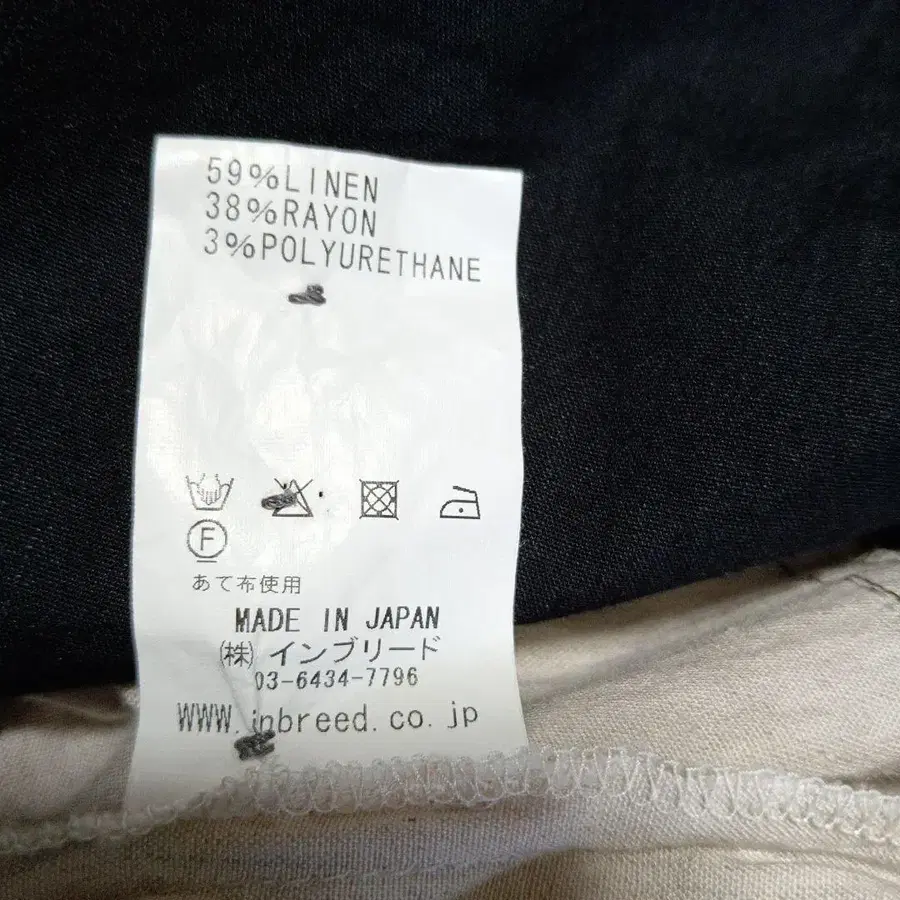 59%LINEN
38%RAYON
3%POLYURETHANE
F
あて布使用
MADE IN JAPAN
㈱ インブリード
03-6434-7796
www.inbreed.co.jp